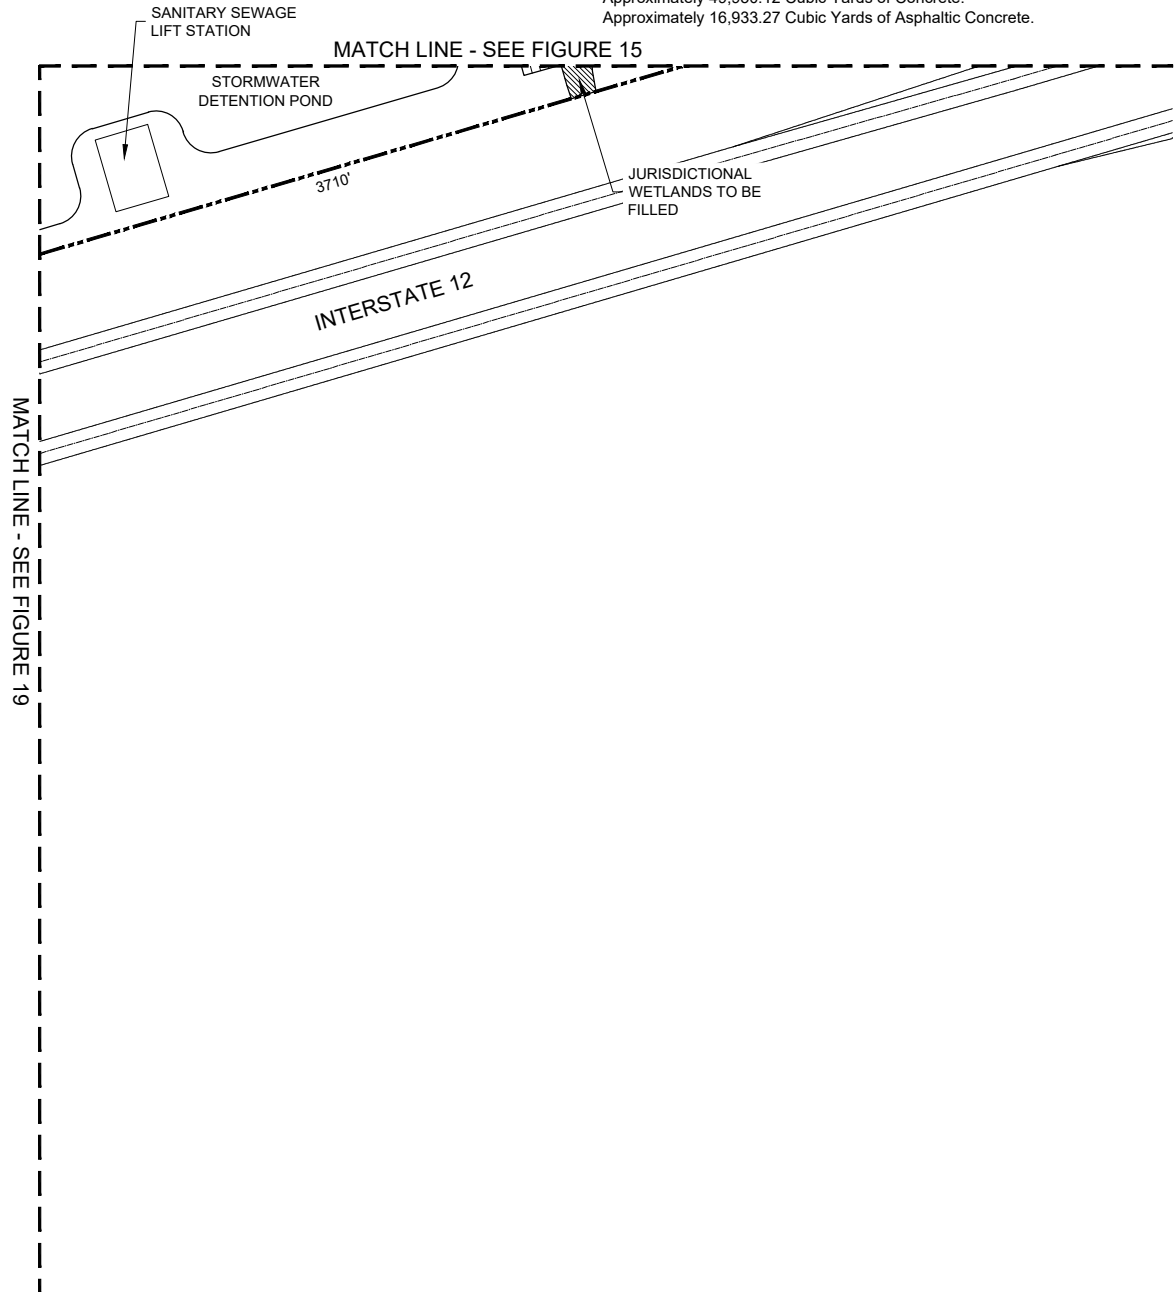 Approximately 16,933.27 Cubic Yards of Asphaltic Concrete.
SANITARY SEWAGE
LIFT STATION
MATCH LINE - SEE FIGURE 15
STORMWATER
DETENTION POND
3710'
JURISDICTIONAL
WETLANDS TO BE
FILLED
INTERSTATE 12
MATCH LINE - SEE FIGURE 19